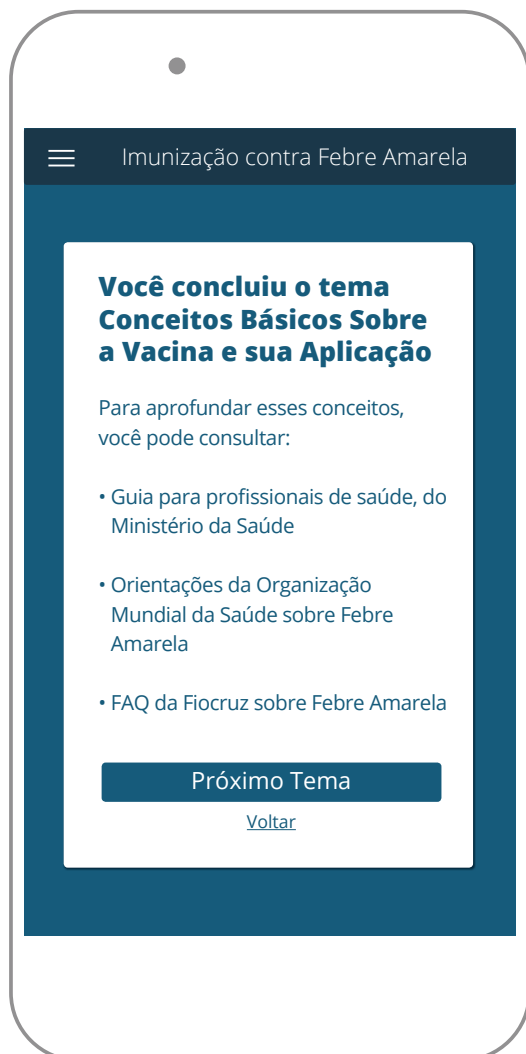 Imunização contra Febre Amarela
Você concluiu o tema
Conceitos Básicos Sobre
a Vacina e sua Aplicação
Para aprofundar esses conceitos,
você pode consultar:
• Guia para profissionais de saúde, do
Ministério da Saúde
• Orientações da Organização
Mundial da Saúde sobre Febre
Amarela
• FAQ da Fiocruz sobre Febre Amarela
Próximo Tema
Voltar